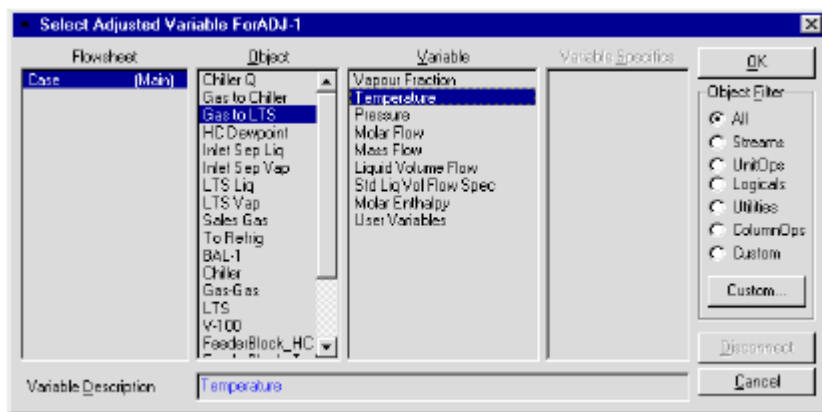 Select Adjusted Variable ForADJ-1
Flowsheet
Object
Variable
Variable Specifics
OK
Case (Main)
Chiller Q
Gas to Chiller
Gas to LTS
HC Dewpoint
Inlet Sep Liq
Inlet Sep Vap
LTS Liq
LTS Vap
Sales Gas
To Refrig
BAL-1
Chiller
Gas-Gas
LTS
V-100
FeederBlock_HC
Vapour Fraction
Temperature
Pressure
Molar Flow
Mass Flow
Liquid Volume Flow
Std Liq Vol Flow Spec
Molar Enthalpy
User Variables
Object Filter
All
Streams
UnitOps
Logicals
Utilities
ColumnOps
Custom
Custom...
Disconnect
Cancel
Variable Description
Temperature